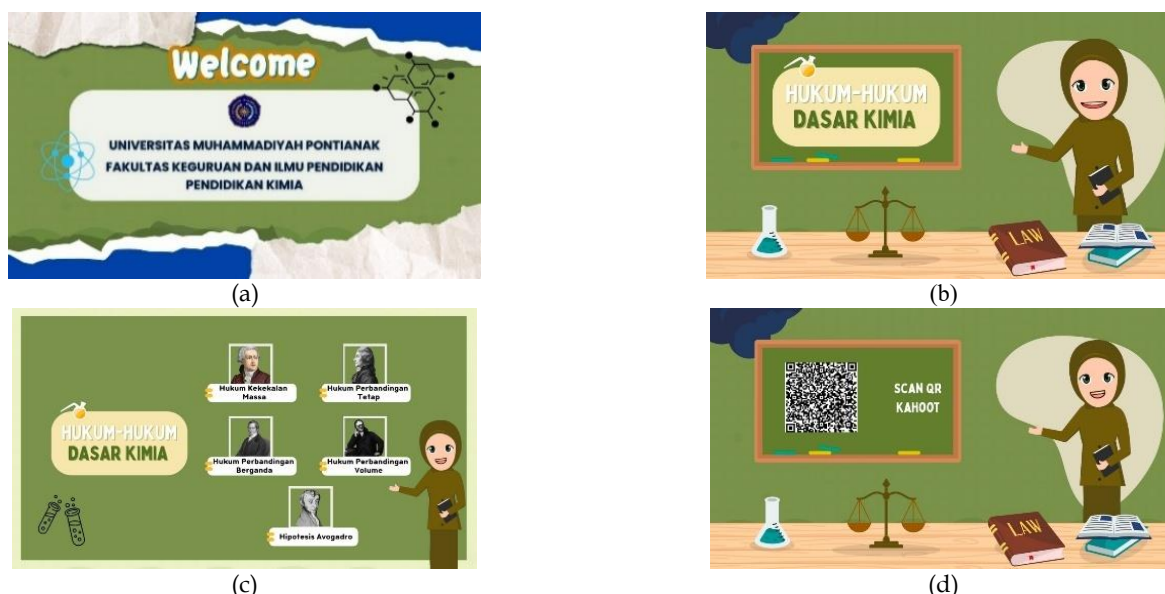 Welcome
UNIVERSITAS MUHAMMADIYAH PONTIANAK
FAKULTAS KEGURUAN DAN ILMU PENDIDIKAN
PENDIDIKAN KIMIA
(a)
HUKUM-HUKUM
DASAR KIMIA
LAW
(b)
HUKUM-HUKUM
DASAR KIMIA
Hukum Kekekalan
Massa
Hukum Perbandingan
Tetap
Hukum Perbandingan
Berganda
Hukum Perbandingan
Volume
Hipotesis Avogadro
(c)
SCAN QR
KAHOOT
LAW
(d)